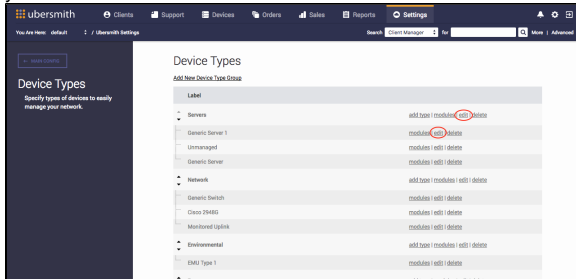 ubersmith Clients Support Devices Orders Sales Reports Settings
You Are Here: default / Ubersmith Settings Search Client Manager for More | Advanced
← MAIN CONFIG
Device Types
Specify types of devices to easily
manage your network.
Device Types
Add New Device Type Group
Label
Servers add type | modules | edit | delete
Generic Server 1 modules | edit | delete
Unmanaged modules | edit | delete
Generic Server modules | edit | delete
Network add type | modules | edit | delete
Generic Switch modules | edit | delete
Cisco 2948G modules | edit | delete
Monitored Uplink modules | edit | delete
Environmental add type | modules | edit | delete
EMU Type 1 modules | edit | delete